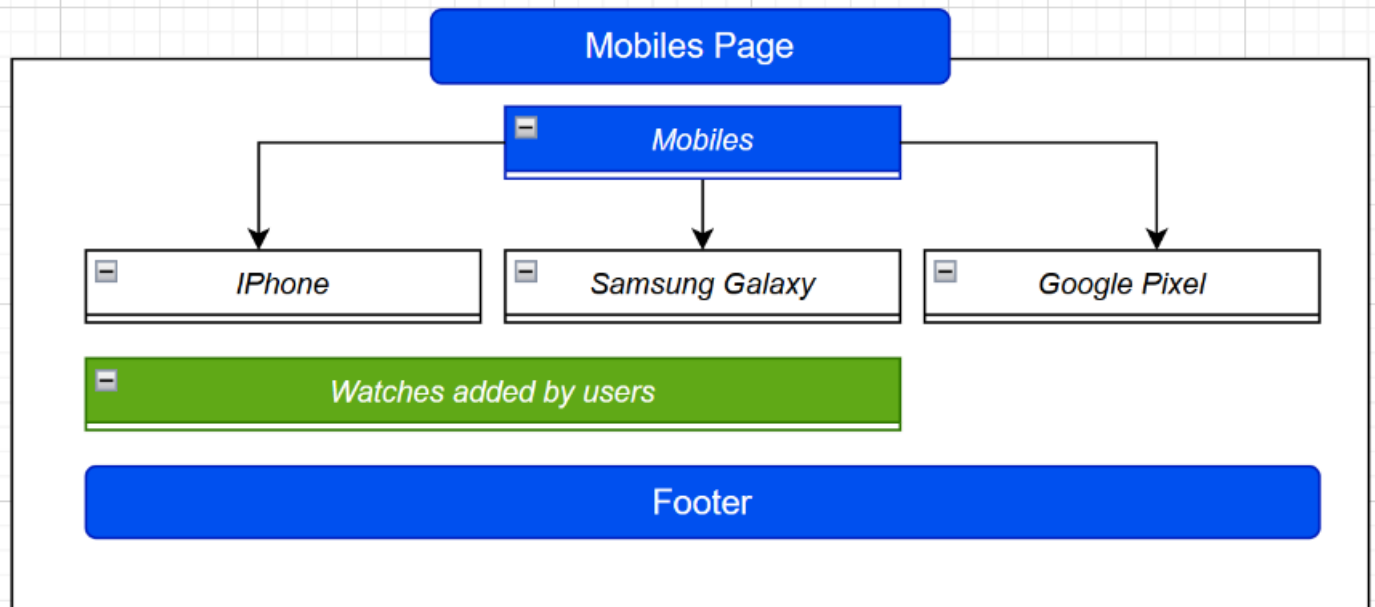 Mobiles Page
Mobiles
IPhone
Samsung Galaxy
Google Pixel
Watches added by users
Footer